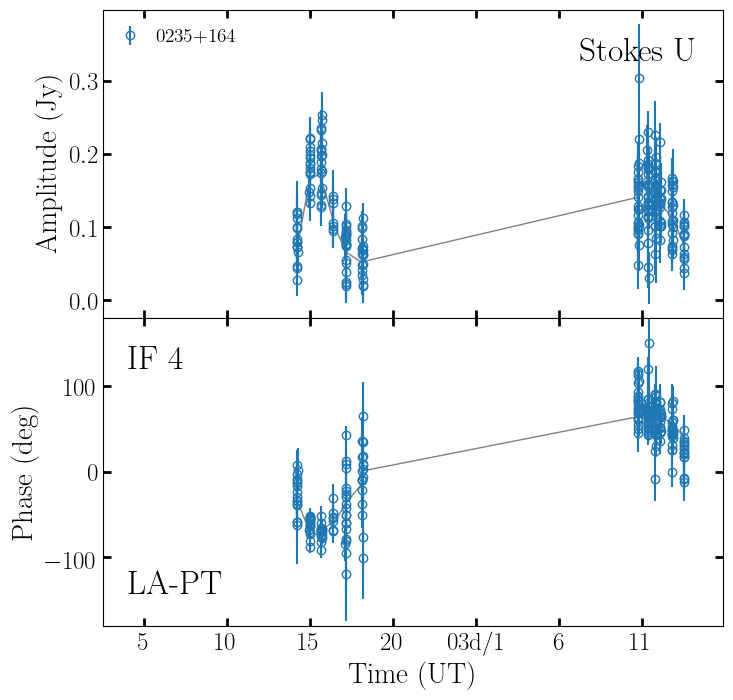 0235+164
Stokes U
0.3
0.2
0.1
0.0
Amplitude (Jy)
IF 4
100
0
−100
Phase (deg)
LA-PT
5 10 15 20 03d/1 6 11
Time (UT)